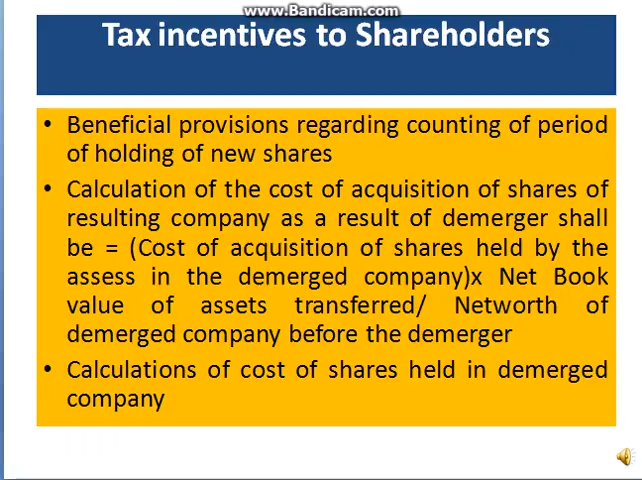 www.Bandicam.com
Tax incentives to Shareholders
• Beneficial provisions regarding counting of period
of holding of new shares
• Calculation of the cost of acquisition of shares of
resulting company as a result of demerger shall
be = (Cost of acquisition of shares held by the
assess in the demerged company)x Net Book
value of assets transferred/ Networth of
demerged company before the demerger
• Calculations of cost of shares held in demerged
company